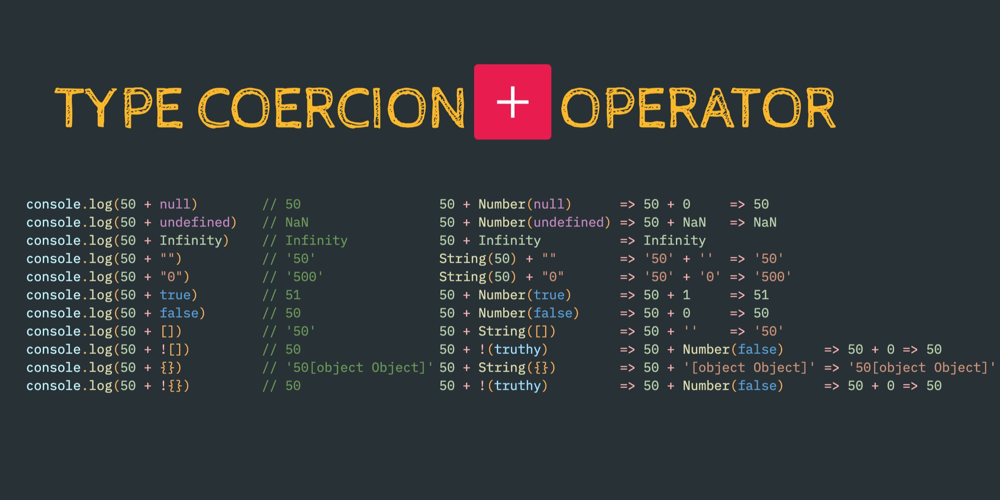 TYPE COERCION + OPERATOR
console.log(50 + null) // 50 50 + Number(null) => 50 + 0 => 50
console.log(50 + undefined) // NaN 50 + Number(undefined) => 50 + NaN => NaN
console.log(50 + Infinity) // Infinity 50 + Infinity => Infinity
console.log(50 + "") // '50' String(50) + "" => '50' + '' => '50'
console.log(50 + "0") // '500' String(50) + "0" => '50' + '0' => '500'
console.log(50 + true) // 51 50 + Number(true) => 50 + 1 => 51
console.log(50 + false) // 50 50 + Number(false) => 50 + 0 => 50
console.log(50 + []) // '50' 50 + String([]) => 50 + '' => '50'
console.log(50 + ![]) // 50 50 + !(truthy) => 50 + Number(false) => 50 + 0 => 50
console.log(50 + {}) // '50[object Object]' 50 + String({}) => 50 + '[object Object]' => '50[object Object]'
console.log(50 + !{}) // 50 50 + !(truthy) => 50 + Number(false) => 50 + 0 => 50